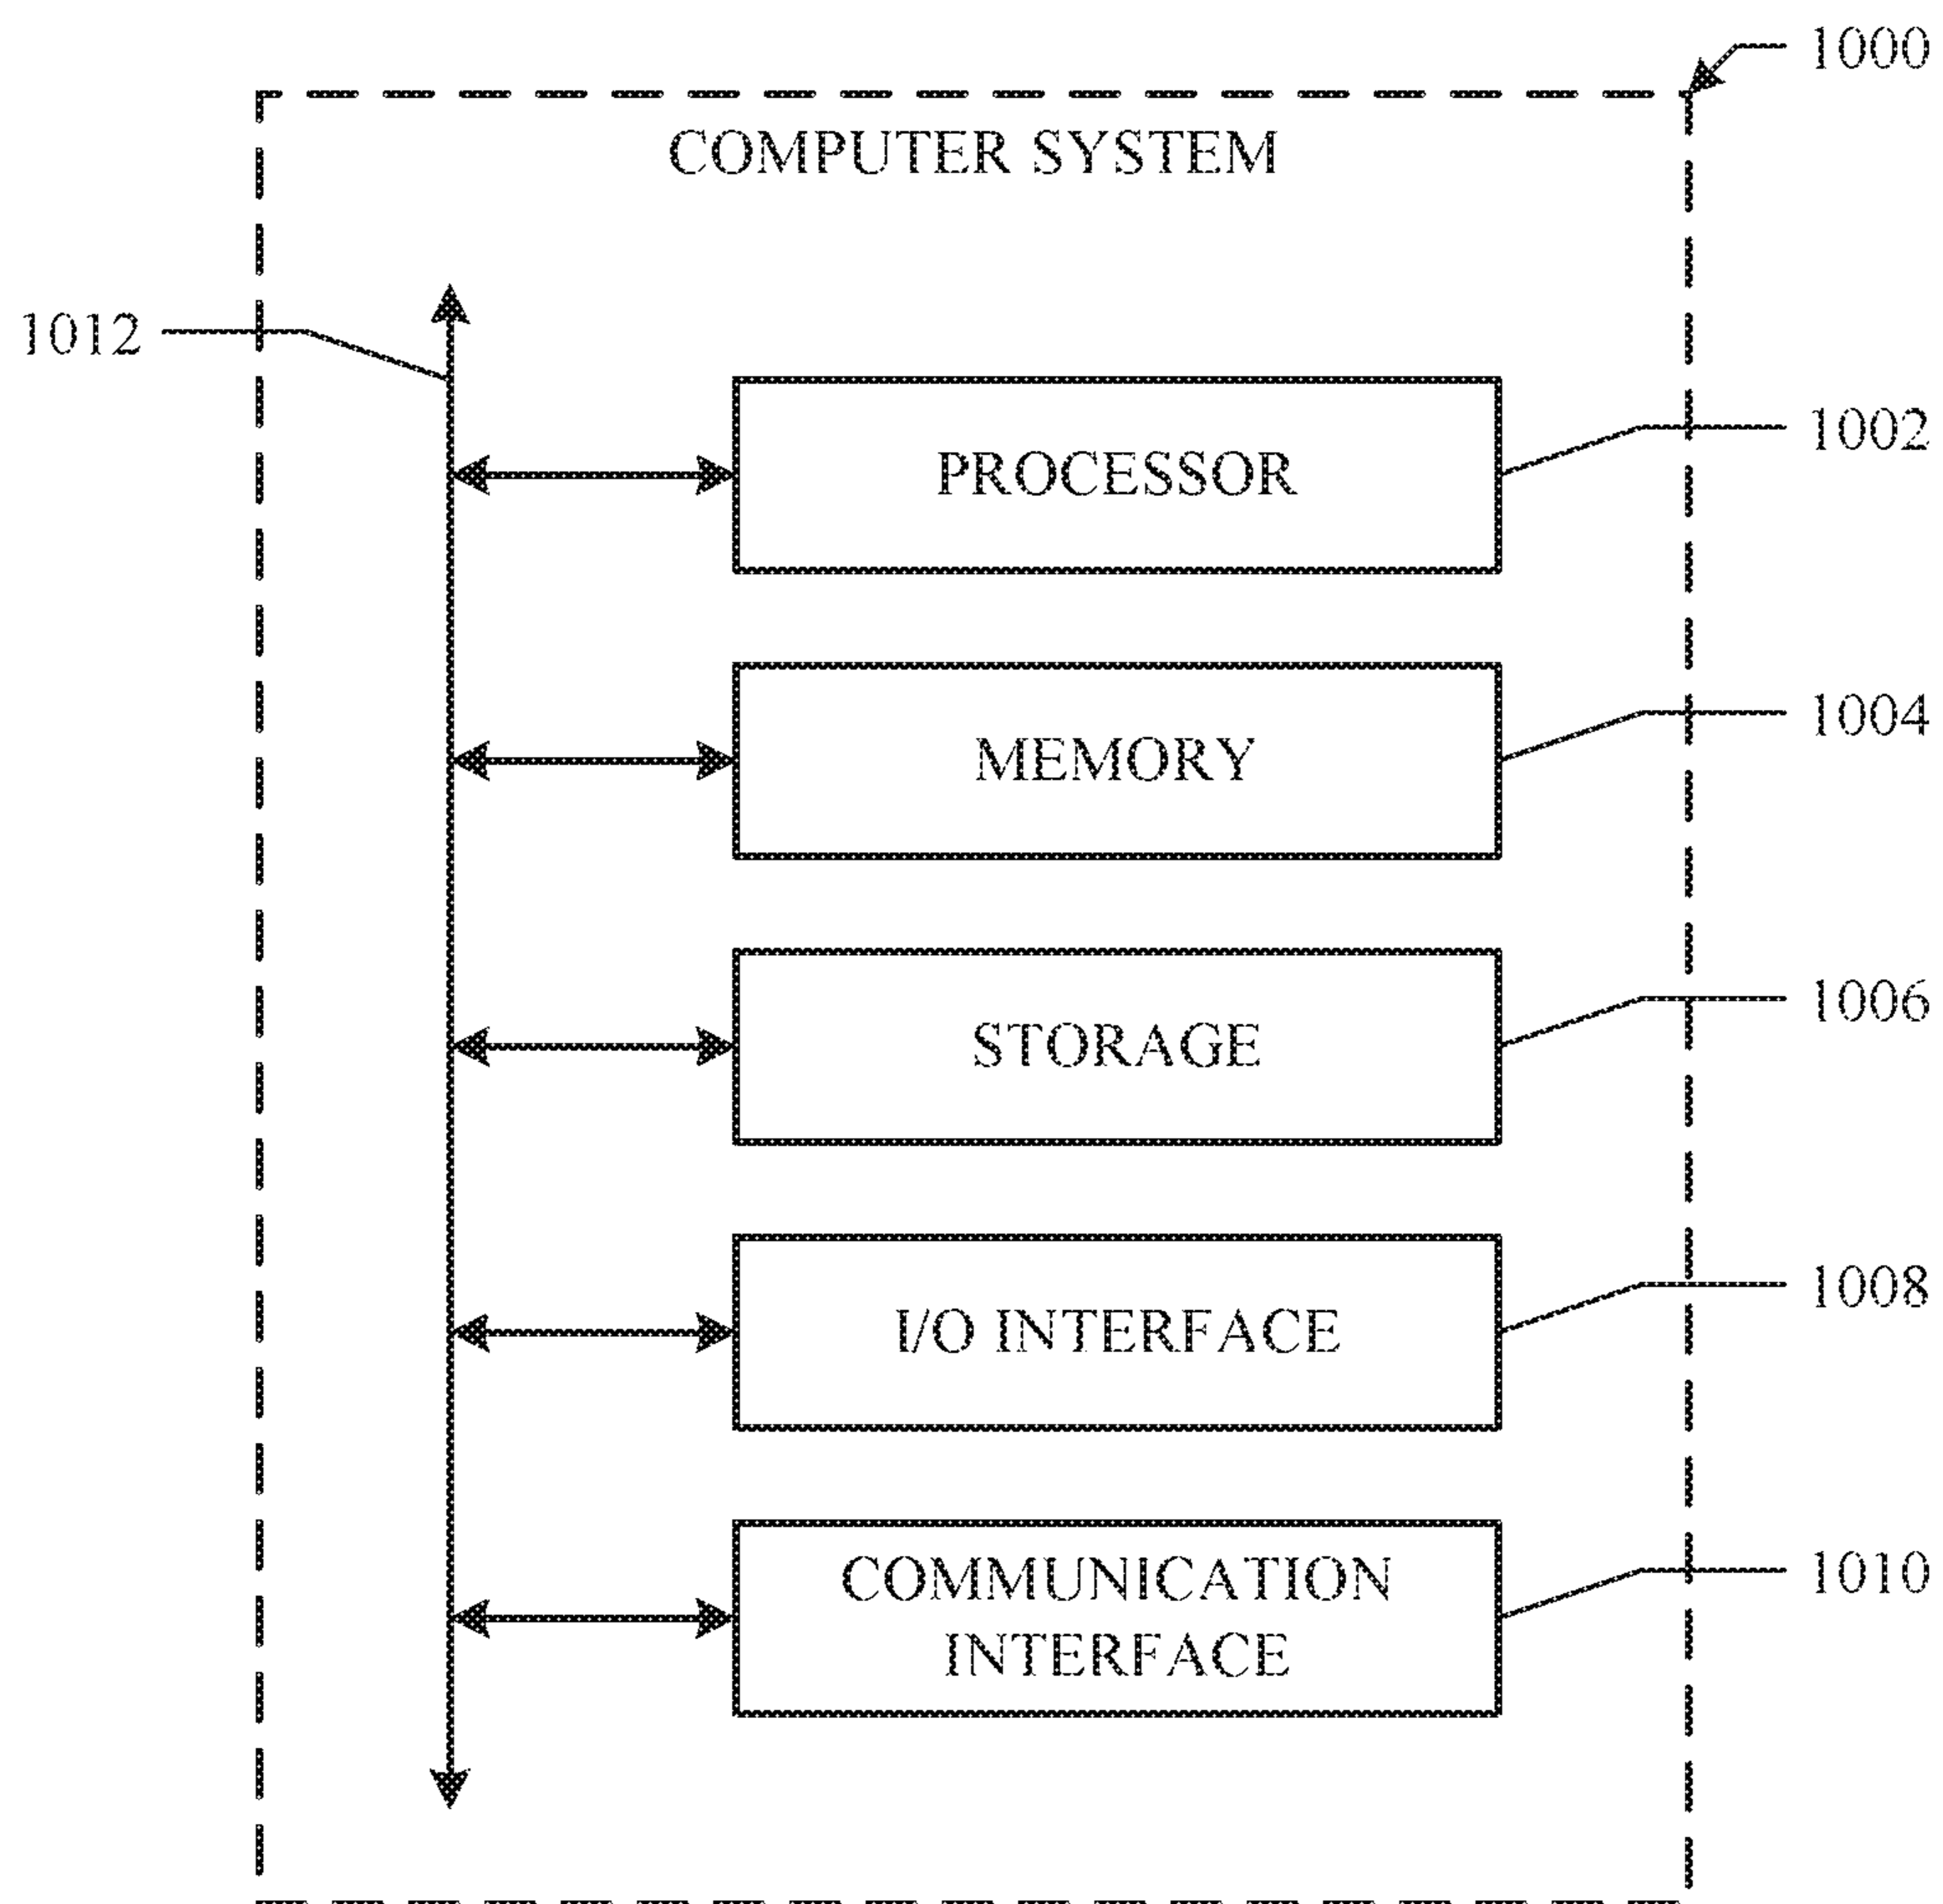 1000
COMPUTER SYSTEM
1012
1002
PROCESSOR
1004
MEMORY
1006
STORAGE
1008
I/O INTERFACE
1010
COMMUNICATION
INTERFACE